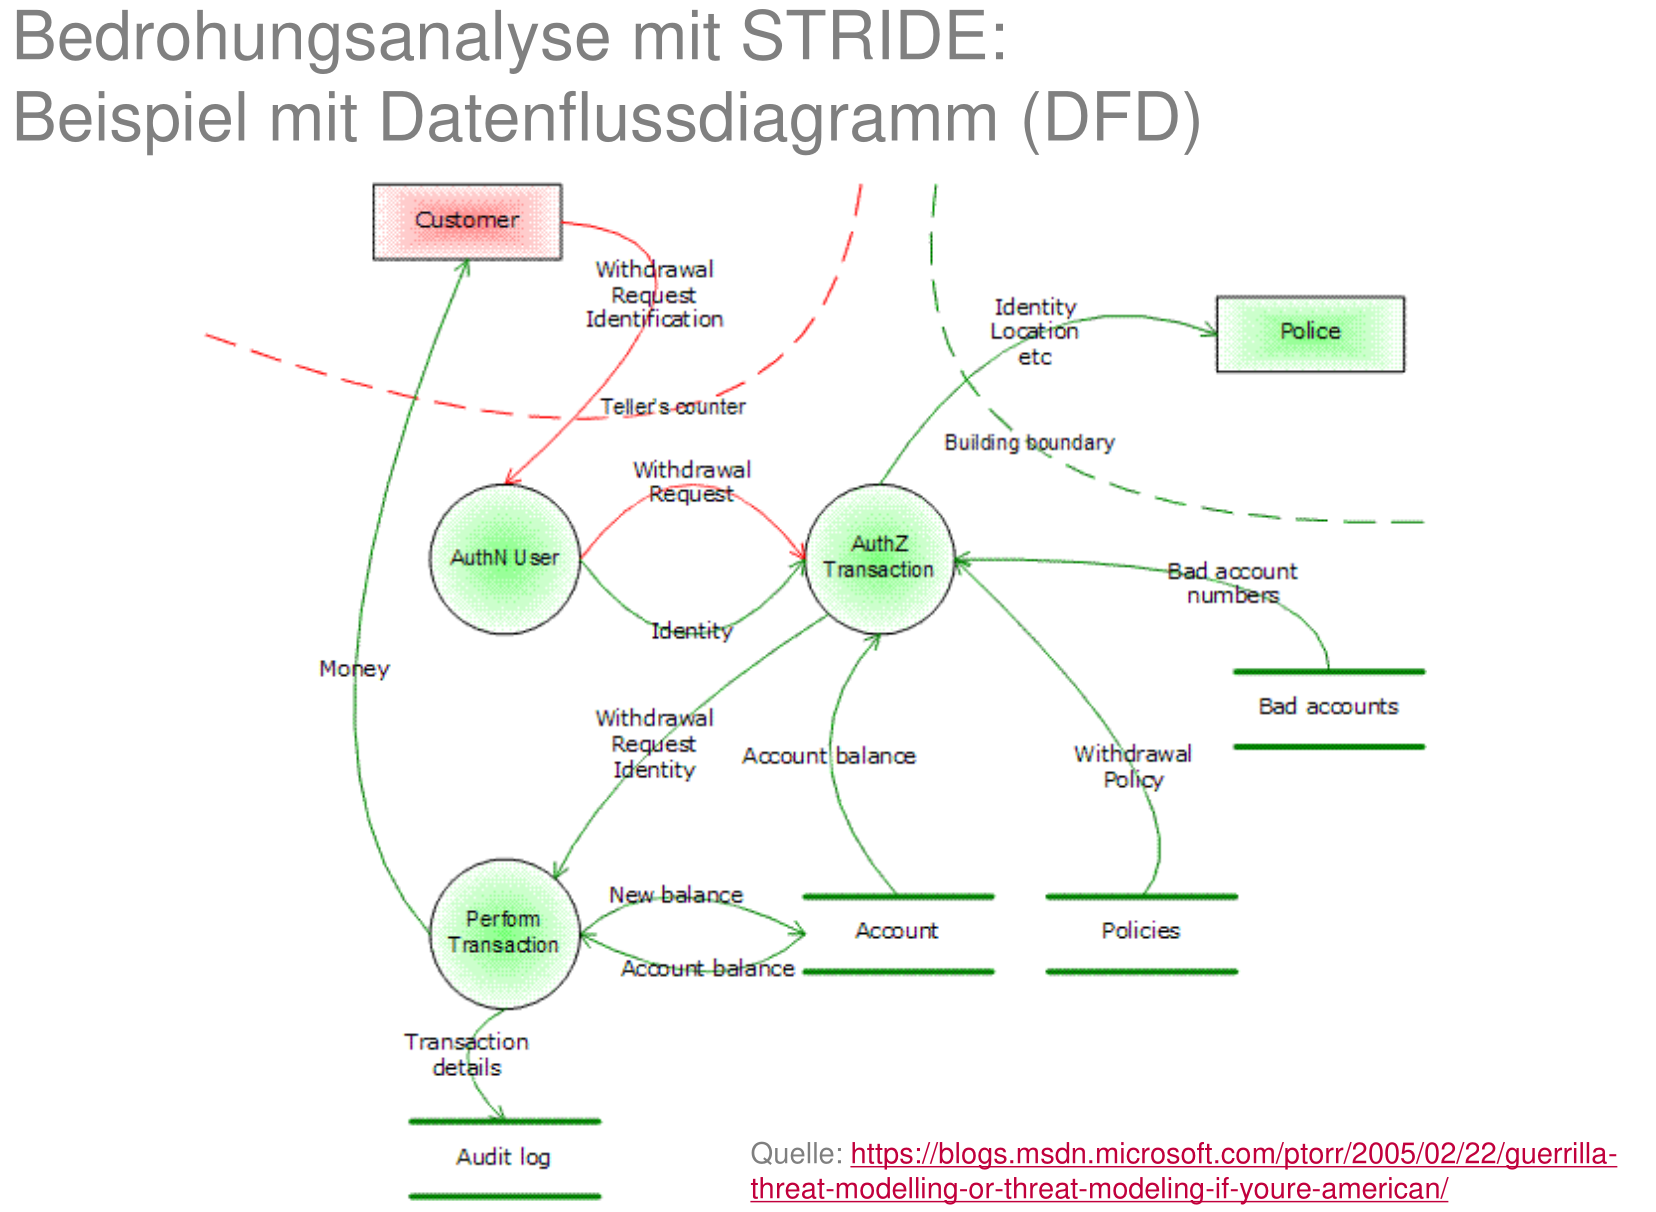 Bedrohungsanalyse mit STRIDE:
Beispiel mit Datenflussdiagramm (DFD)
Customer
Withdrawal
Request
Identification
Identity
Location
etc
Police
Teller's counter
Building boundary
Withdrawal
Request
AuthN User
AuthZ
Transaction
Bad account
numbers
Identity
Money
Bad accounts
Withdrawal
Request
Identity
Account balance
Withdrawal
Policy
New balance
Perform
Transaction
Account
Policies
Account balance
Transaction
details
Audit log
Quelle: https://blogs.msdn.microsoft.com/ptorr/2005/02/22/guerrilla-
threat-modelling-or-threat-modeling-if-youre-american/